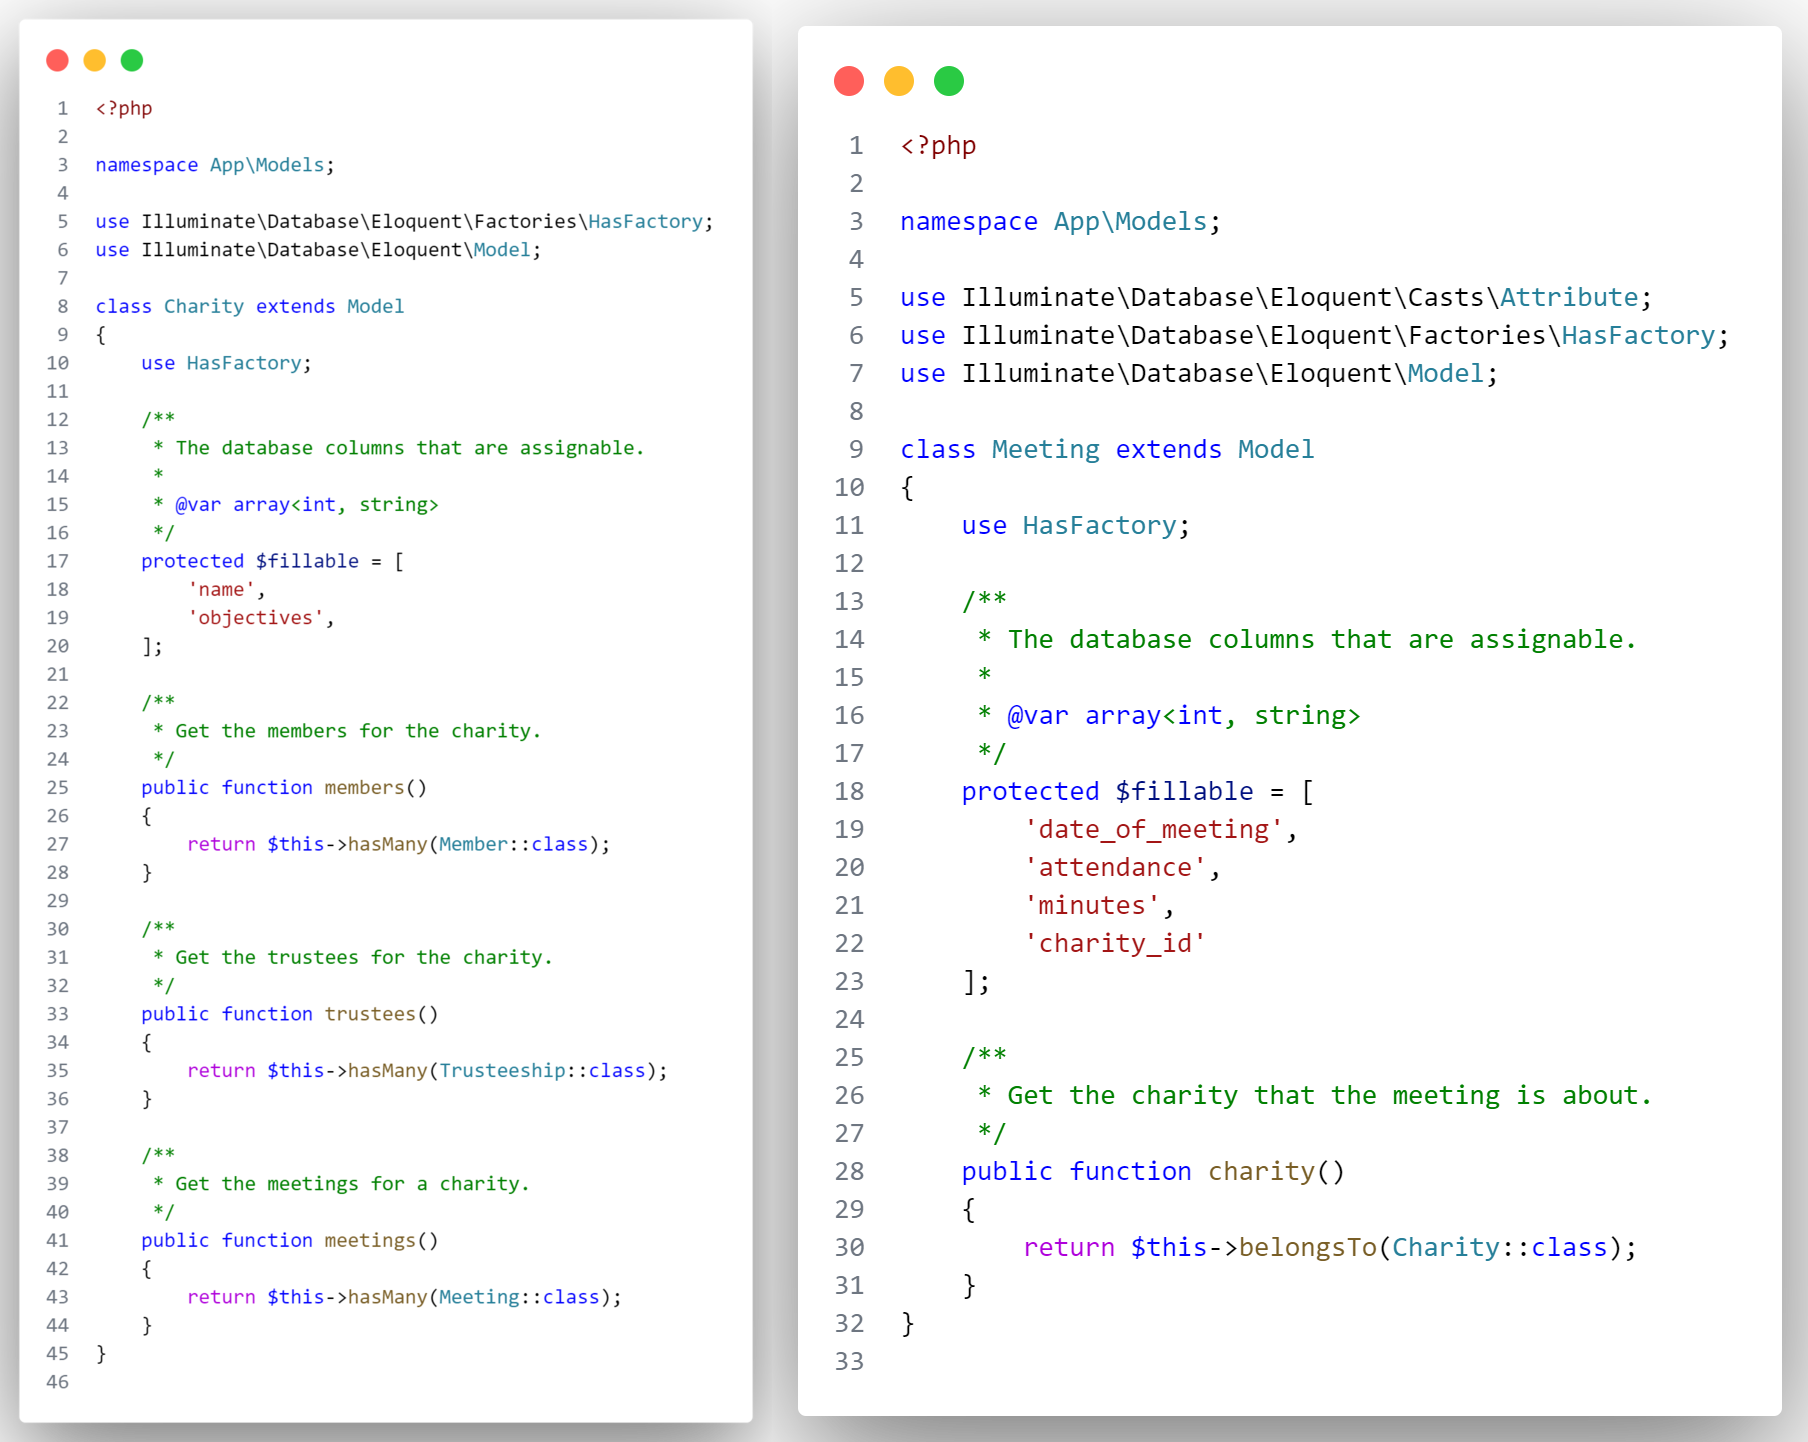 1 <?php
2
3 namespace App\Models;
4
5 use Illuminate\Database\Eloquent\Factories\HasFactory;
6 use Illuminate\Database\Eloquent\Model;
7
8 class Charity extends Model
9 {
10     use HasFactory;
11
12     /**
13      * The database columns that are assignable.
14      *
15      * @var array<int, string>
16      */
17     protected $fillable = [
18         'name',
19         'objectives',
20     ];
21
22     /**
23      * Get the members for the charity.
24      */
25     public function members()
26     {
27         return $this->hasMany(Member::class);
28     }
29
30     /**
31      * Get the trustees for the charity.
32      */
33     public function trustees()
34     {
35         return $this->hasMany(Trusteeship::class);
36     }
37
38     /**
39      * Get the meetings for a charity.
40      */
41     public function meetings()
42     {
43         return $this->hasMany(Meeting::class);
44     }
45 }
46
1 <?php
2
3 namespace App\Models;
4
5 use Illuminate\Database\Eloquent\Casts\Attribute;
6 use Illuminate\Database\Eloquent\Factories\HasFactory;
7 use Illuminate\Database\Eloquent\Model;
8
9 class Meeting extends Model
10 {
11     use HasFactory;
12
13     /**
14      * The database columns that are assignable.
15      *
16      * @var array<int, string>
17      */
18     protected $fillable = [
19         'date_of_meeting',
20         'attendance',
21         'minutes',
22         'charity_id'
23     ];
24
25     /**
26      * Get the charity that the meeting is about.
27      */
28     public function charity()
29     {
30         return $this->belongsTo(Charity::class);
31     }
32 }
33